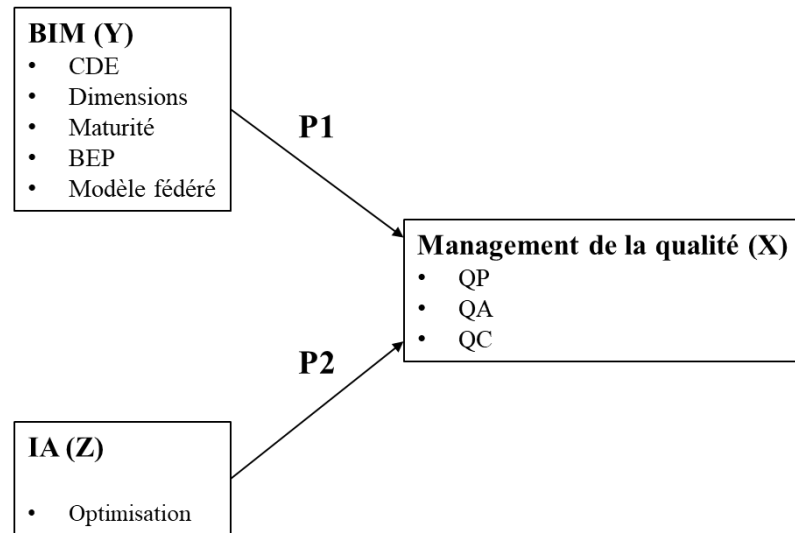 BIM (Y)
• CDE
• Dimensions
• Maturité
• BEP
• Modèle fédéré
P1
Management de la qualité (X)
• QP
• QA
• QC
P2
IA (Z)
• Optimisation